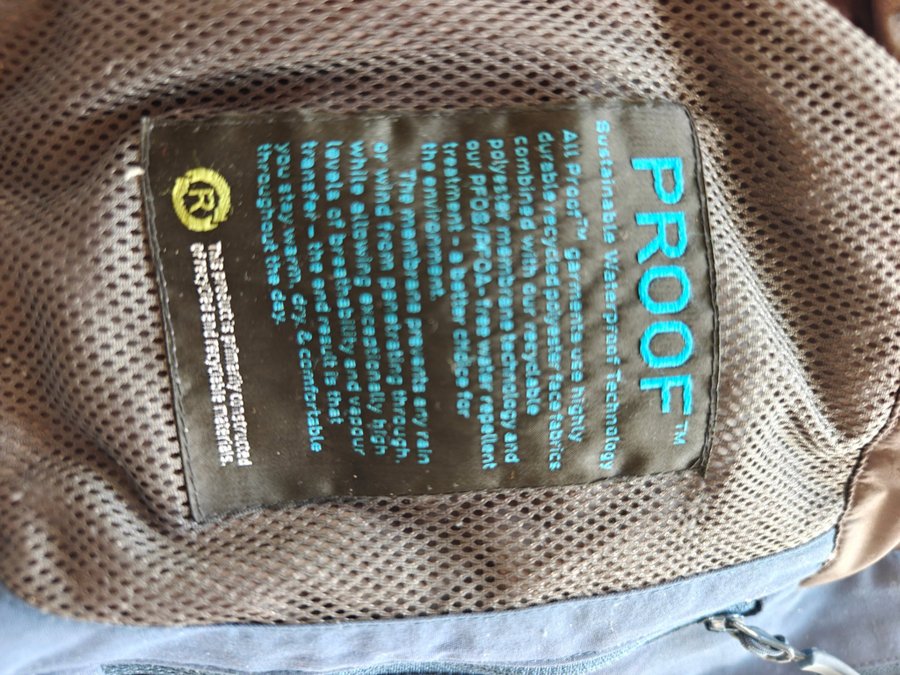 PROOF™
Sustainable Waterproof Technology
All Proof™ garments use highly
durable recycled polyester face fabrics
combined with our recyclable
polyester membrane technology and
our PFOS/PFOA-free water repellent
treatment - a better choice for
the environment.
The membrane prevents any rain
or wind from penetrating through,
while allowing exceptionally high
levels of breathability and vapour
transfer – the end result is that
you stay warm, dry, & comfortable
throughout the day.
R
This product is primarily constructed
of recycled and recyclable materials.